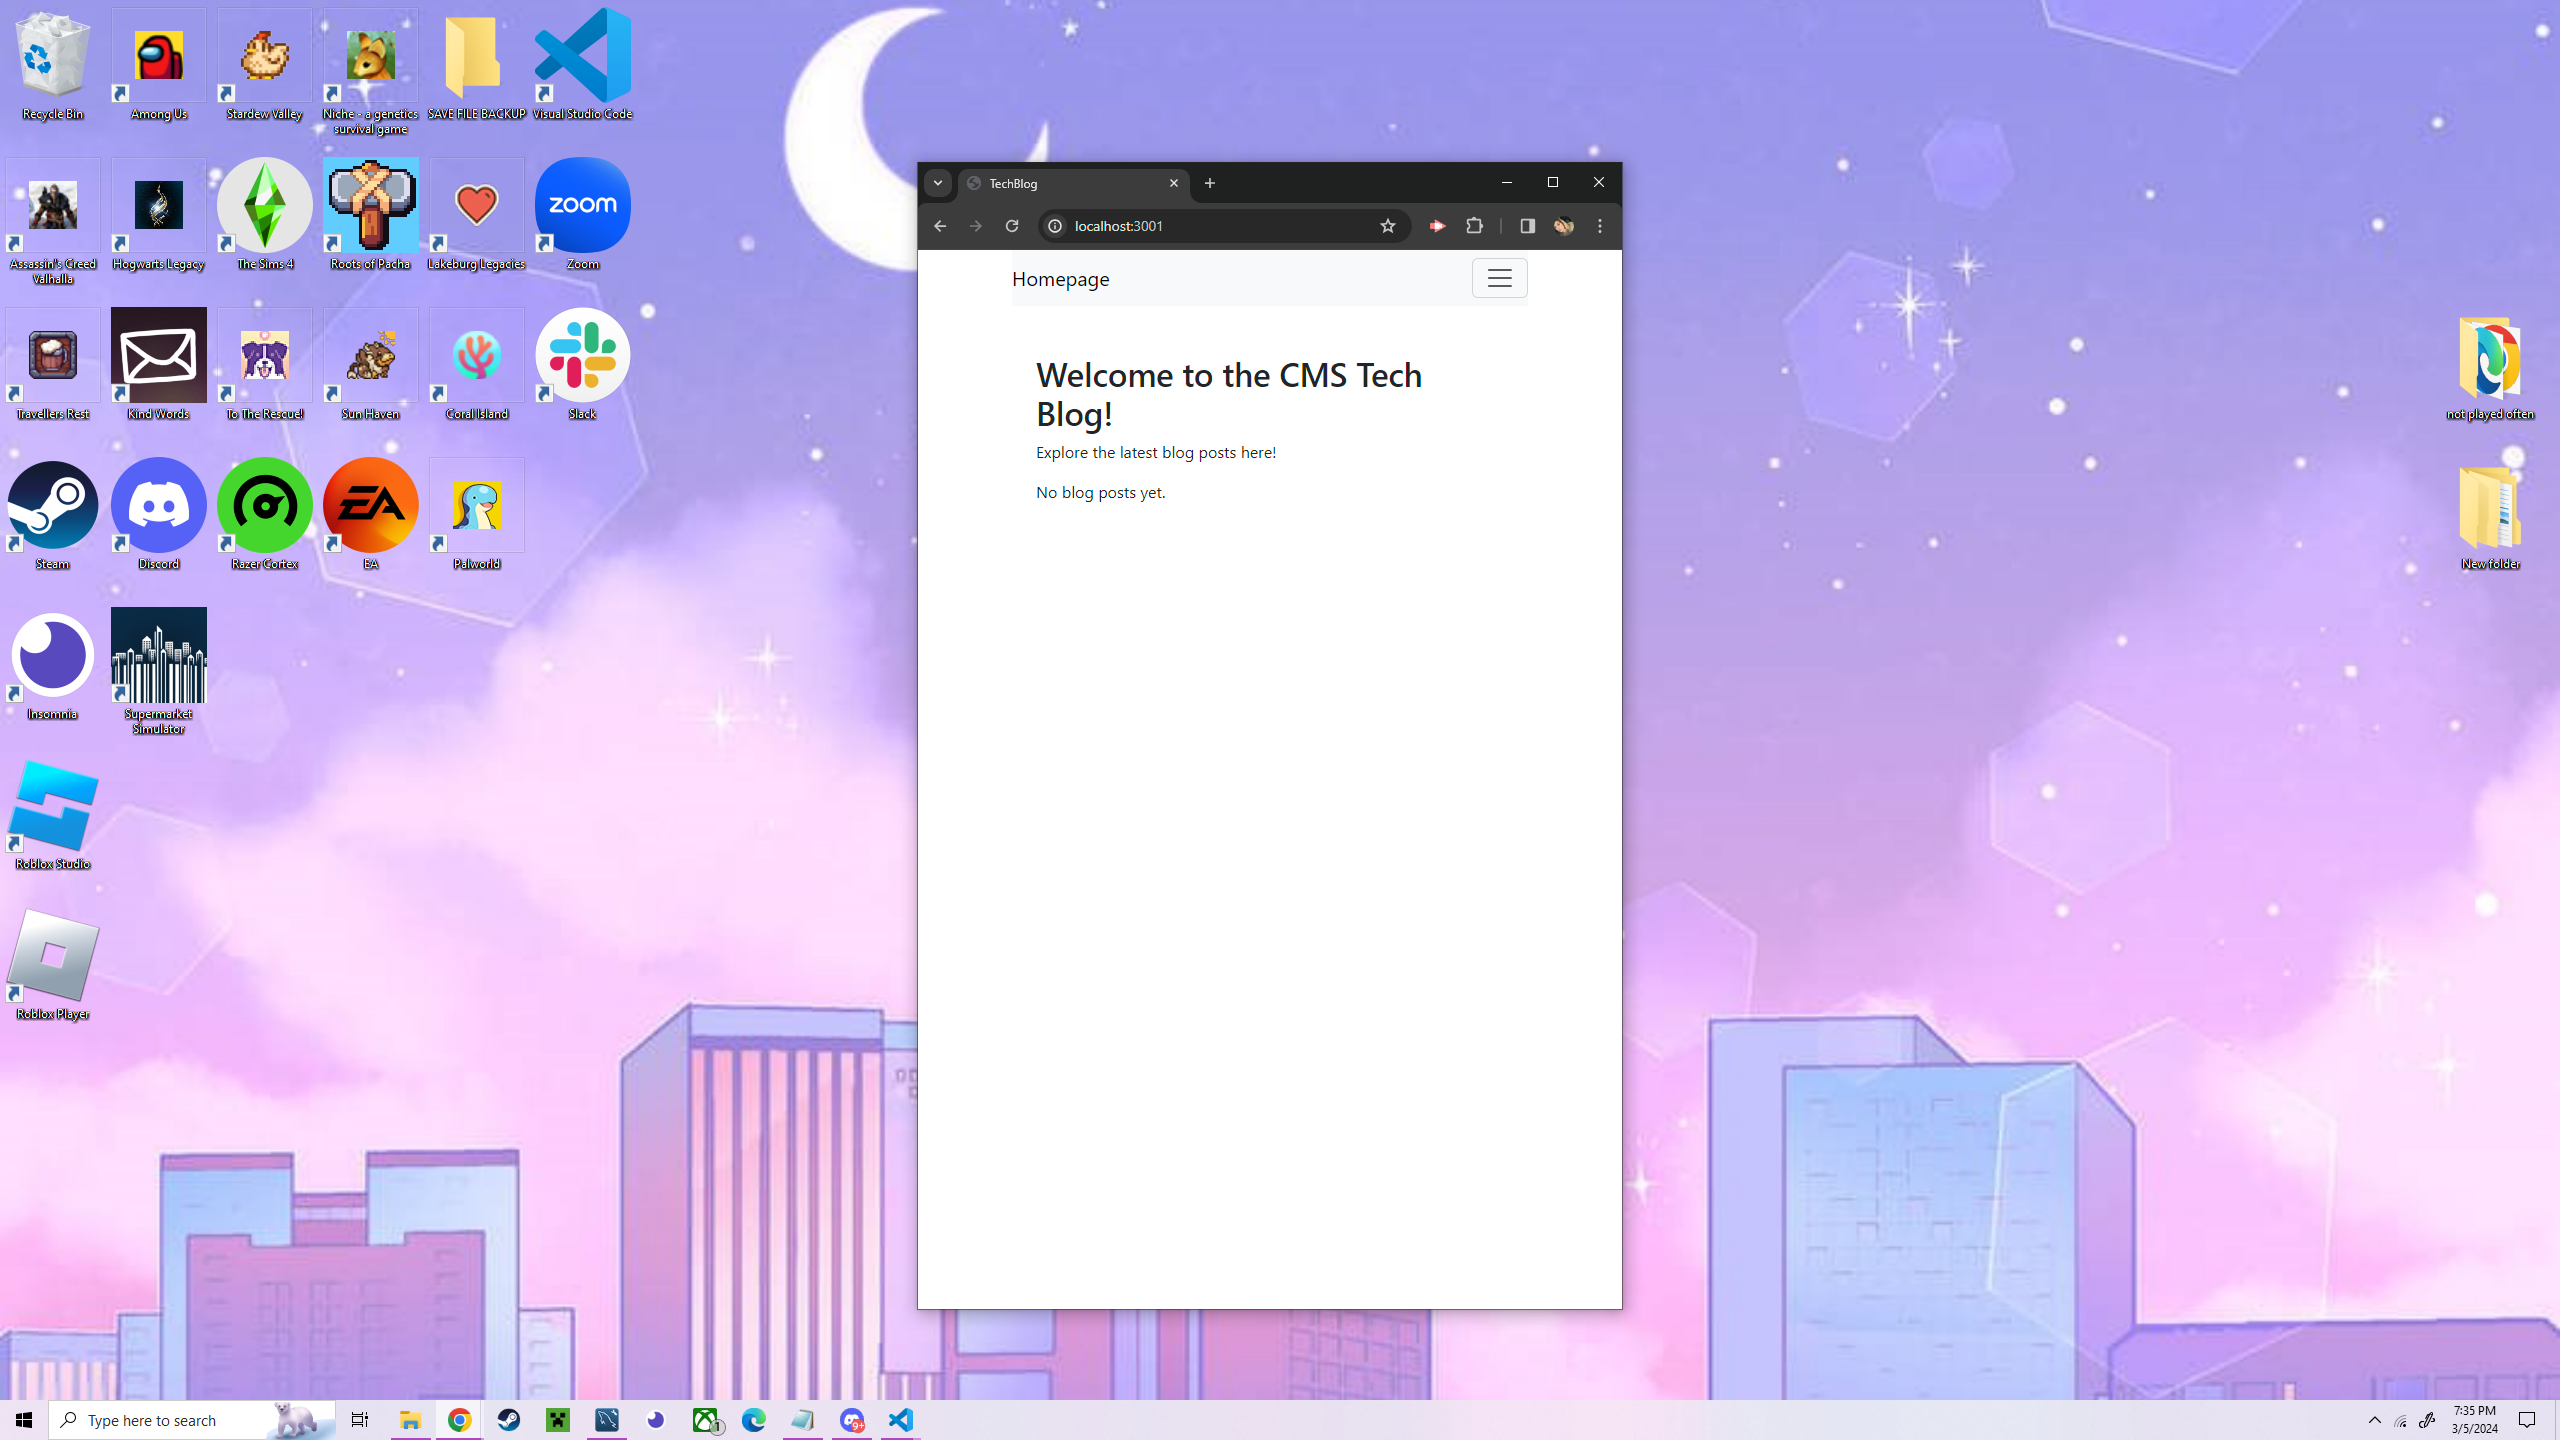 Recycle Bin
Among Us
Stardew Valley
Niche - a genetics
survival game
SAVE FILE BACKUP
Visual Studio Code
Assassin's Creed
Valhalla
Hogwarts Legacy
The Sims 4
Roots of Pacha
Lakeburg Legacies
zoom
Zoom
Travellers Rest
Kind Words
To The Rescue!
Sun Haven
Coral Island
Slack
Steam
Discord
Razer Cortex
EA
EA
Palworld
Insomnia
Supermarket
Simulator
Roblox Studio
Roblox Player
TechBlog
localhost:3001
Homepage
Welcome to the CMS Tech
Blog!
Explore the latest blog posts here!
No blog posts yet.
not played often
New folder
Type here to search
1
9+
7:35 PM
3/5/2024